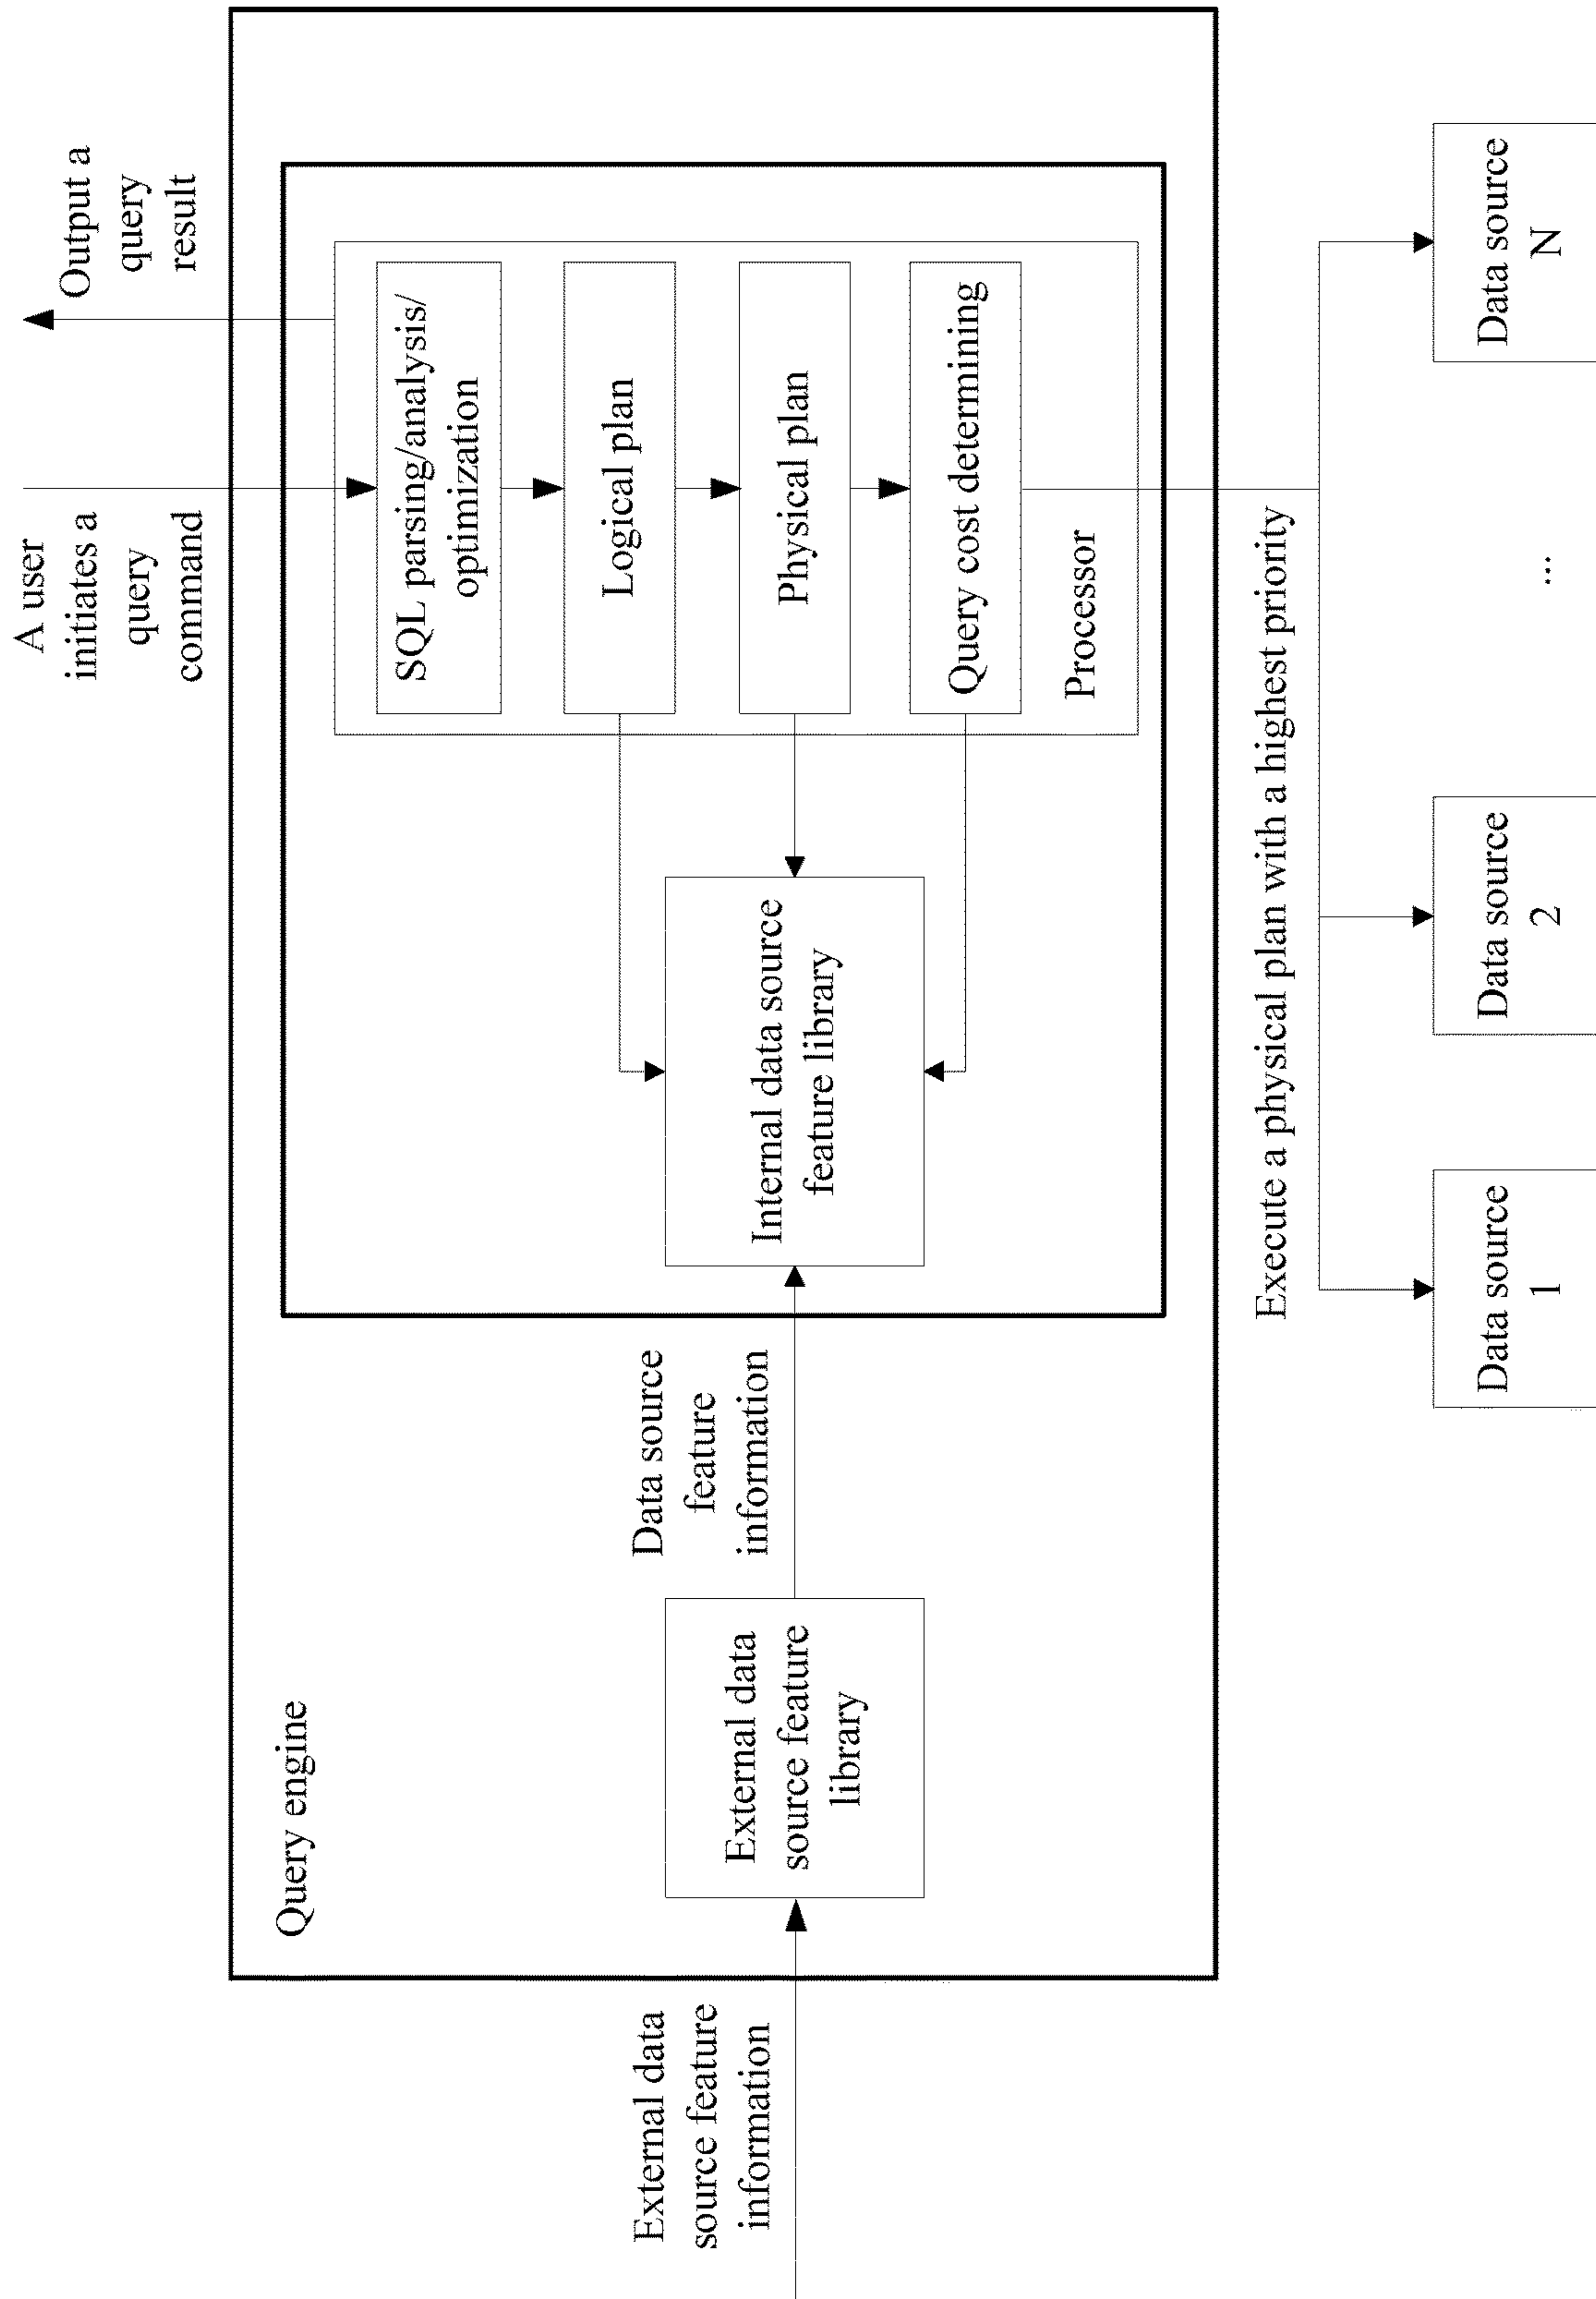 A user
initiates a
query
command
Output a
query
result
Query engine
SQL parsing/analysis/
optimization
Logical plan
Physical plan
Query cost determining
Processor
Internal data source
feature library
Data source
feature
information
External data
source feature
library
External data
source feature
information
Execute a physical plan with a highest priority
Data source
1
Data source
2
...
Data source
N